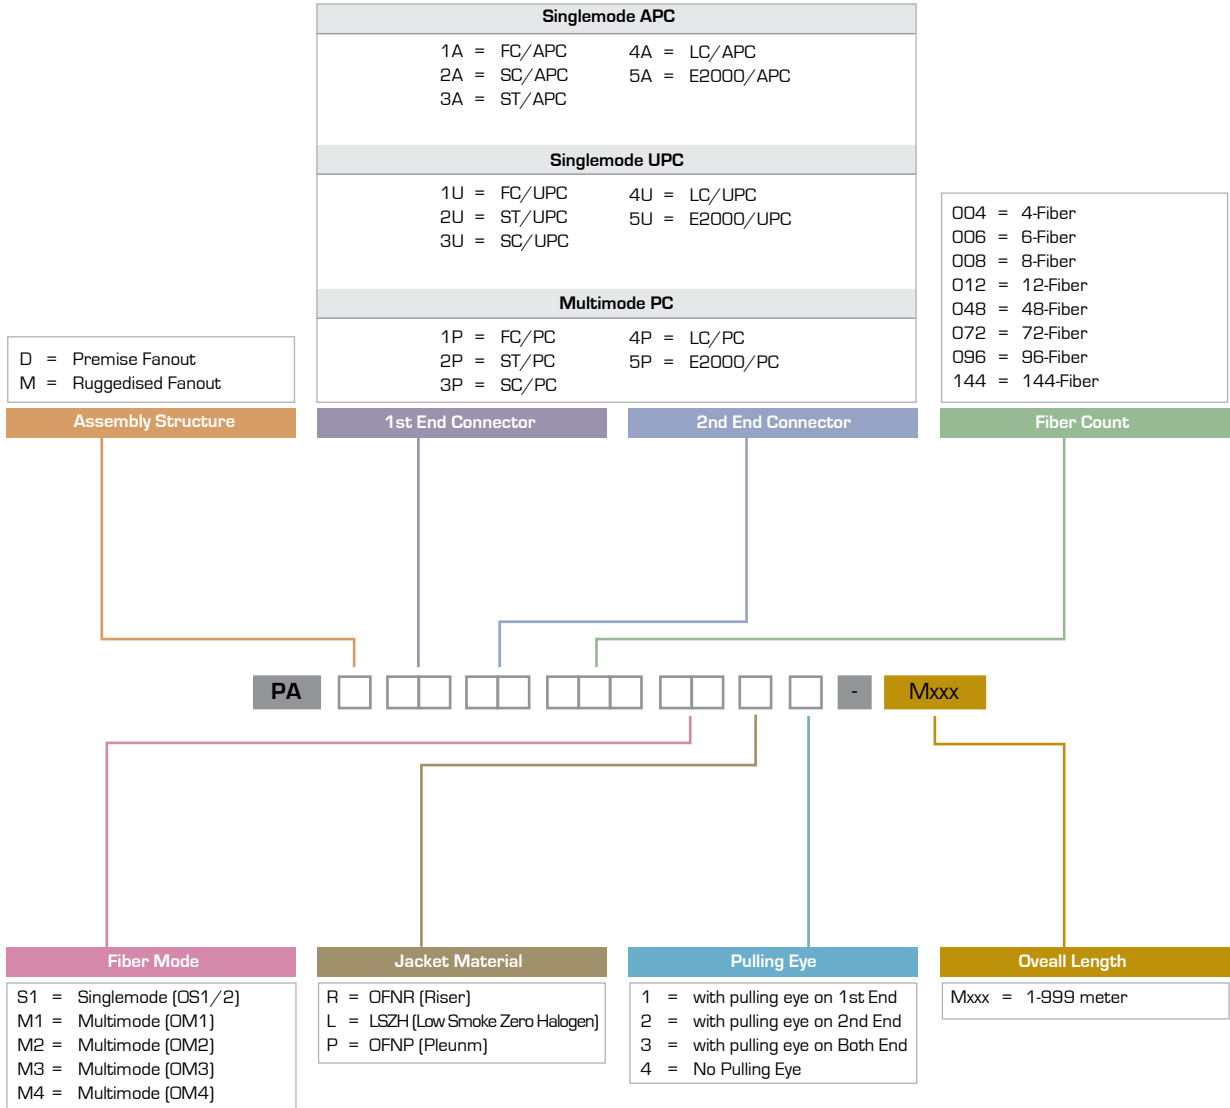 Singlemode APC
1A = FC/APC 4A = LC/APC
2A = SC/APC 5A = E2000/APC
3A = ST/APC
Singlemode UPC
1U = FC/UPC 4U = LC/UPC
2U = ST/UPC 5U = E2000/UPC
3U = SC/UPC
Multimode PC
1P = FC/PC 4P = LC/PC
2P = ST/PC 5P = E2000/PC
3P = SC/PC
004 = 4-Fiber
006 = 6-Fiber
008 = 8-Fiber
012 = 12-Fiber
048 = 48-Fiber
072 = 72-Fiber
096 = 96-Fiber
144 = 144-Fiber
D = Premise Fanout
M = Ruggedised Fanout
Assembly Structure
1st End Connector
2nd End Connector
Fiber Count
PA - Mxxx
Fiber Mode
Jacket Material
Pulling Eye
Oveall Length
S1 = Singlemode (OS1/2)
M1 = Multimode (OM1)
M2 = Multimode (OM2)
M3 = Multimode (OM3)
M4 = Multimode (OM4)
R = OFNR (Riser)
L = LSZH (Low Smoke Zero Halogen)
P = OFNP (Pleunm)
1 = with pulling eye on 1st End
2 = with pulling eye on 2nd End
3 = with pulling eye on Both End
4 = No Pulling Eye
Mxxx = 1-999 meter